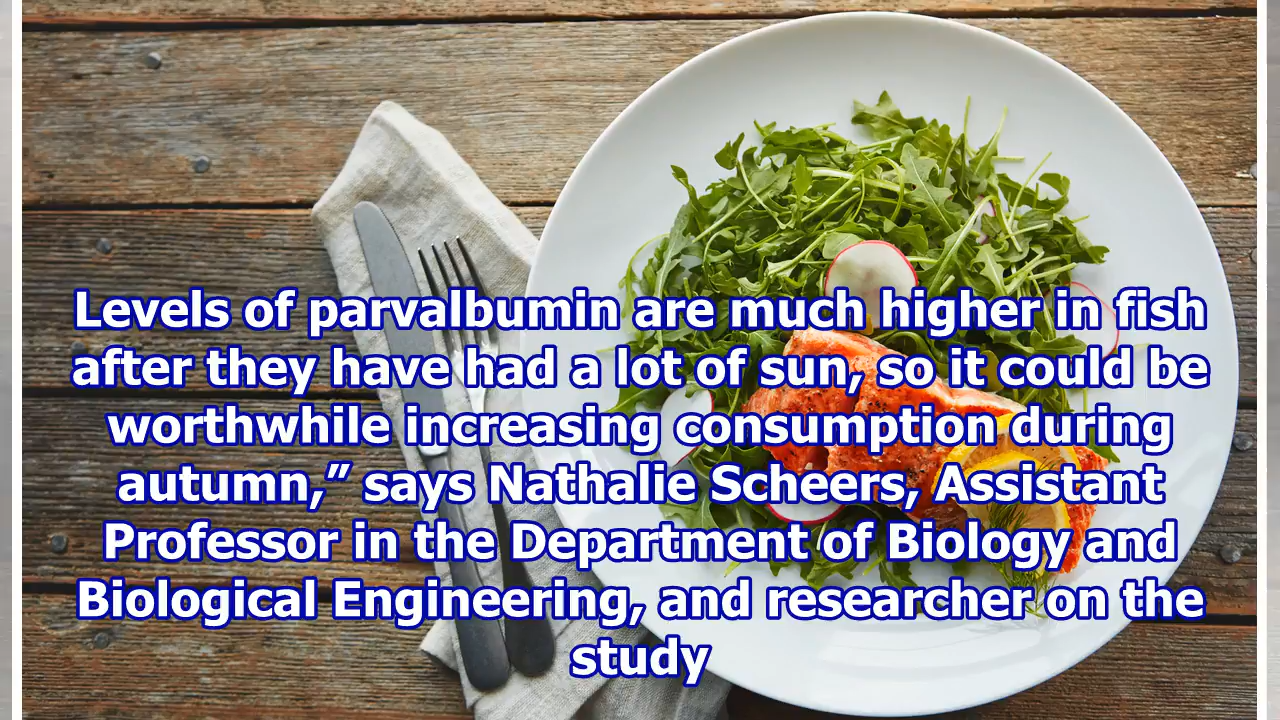 Levels of parvalbumin are much higher in fish
after they have had a lot of sun, so it could be
worthwhile increasing consumption during
autumn,” says Nathalie Scheers, Assistant
Professor in the Department of Biology and
Biological Engineering, and researcher on the
study